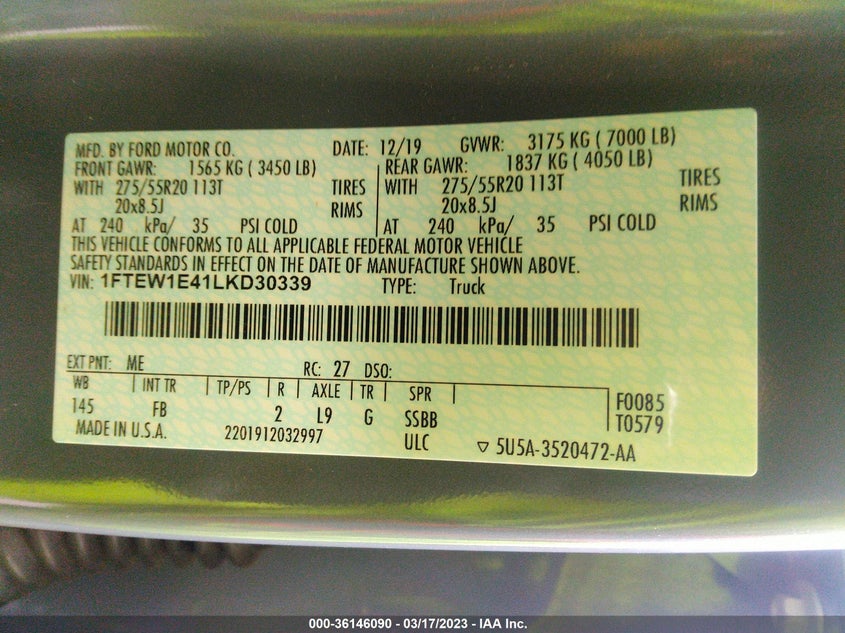 MFD. BY FORD MOTOR CO. DATE: 12/19 GVWR: 3175 KG ( 7000 LB)
FRONT GAWR: 1565 KG ( 3450 LB) REAR GAWR: 1837 KG ( 4050 LB)
WITH 275/55R20 113T TIRES WITH 275/55R20 113T TIRES
20x8.5J RIMS 20x8.5J RIMS
AT 240 kPa/ 35 PSI COLD AT 240 kPa/ 35 PSI COLD
THIS VEHICLE CONFORMS TO ALL APPLICABLE FEDERAL MOTOR VEHICLE
SAFETY STANDARDS IN EFFECT ON THE DATE OF MANUFACTURE SHOWN ABOVE.
VIN: 1FTEW1E41LKD30339 TYPE: Truck
EXT PNT: ME RC: 27 DSO:
WB INT TR TP/PS R AXLE TR SPR
145 FB 2 L9 G SSBB
F0085
T0579
MADE IN U.S.A. 2201912032997 ULC ▽ 5U5A-3520472-AA
000-36146090 - 03/17/2023 - IAA Inc.